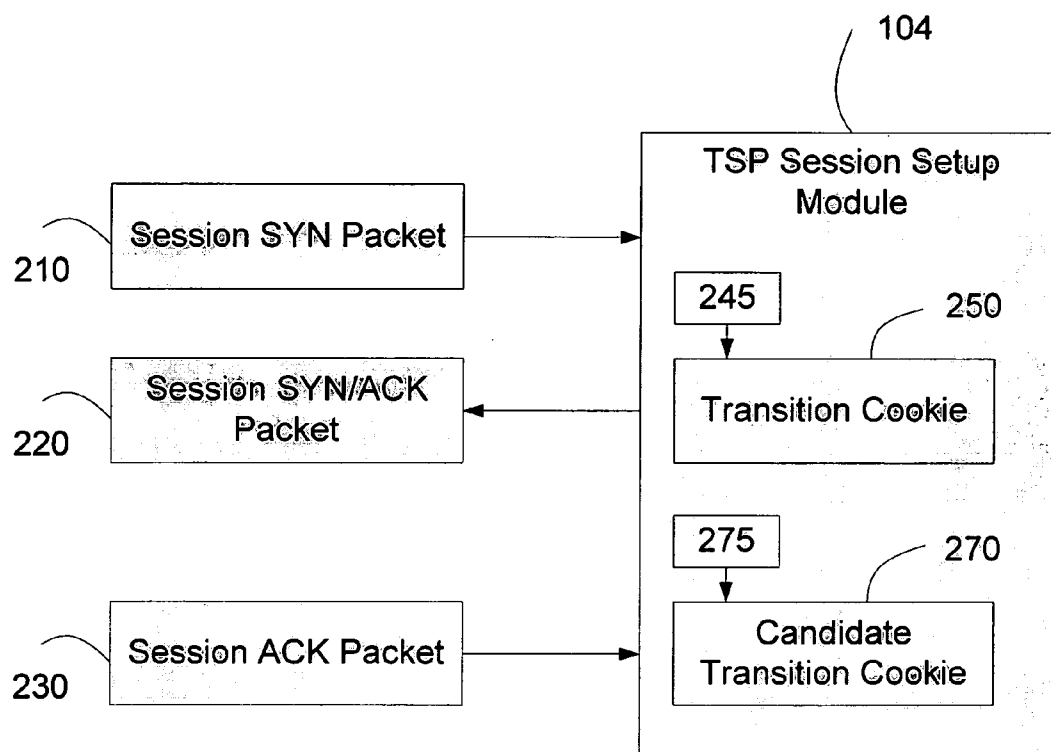 104
TSP Session Setup
Module
Session SYN Packet
210
245
250
Session SYN/ACK
Packet
220
Transition Cookie
275
270
Session ACK Packet
230
Candidate
Transition Cookie